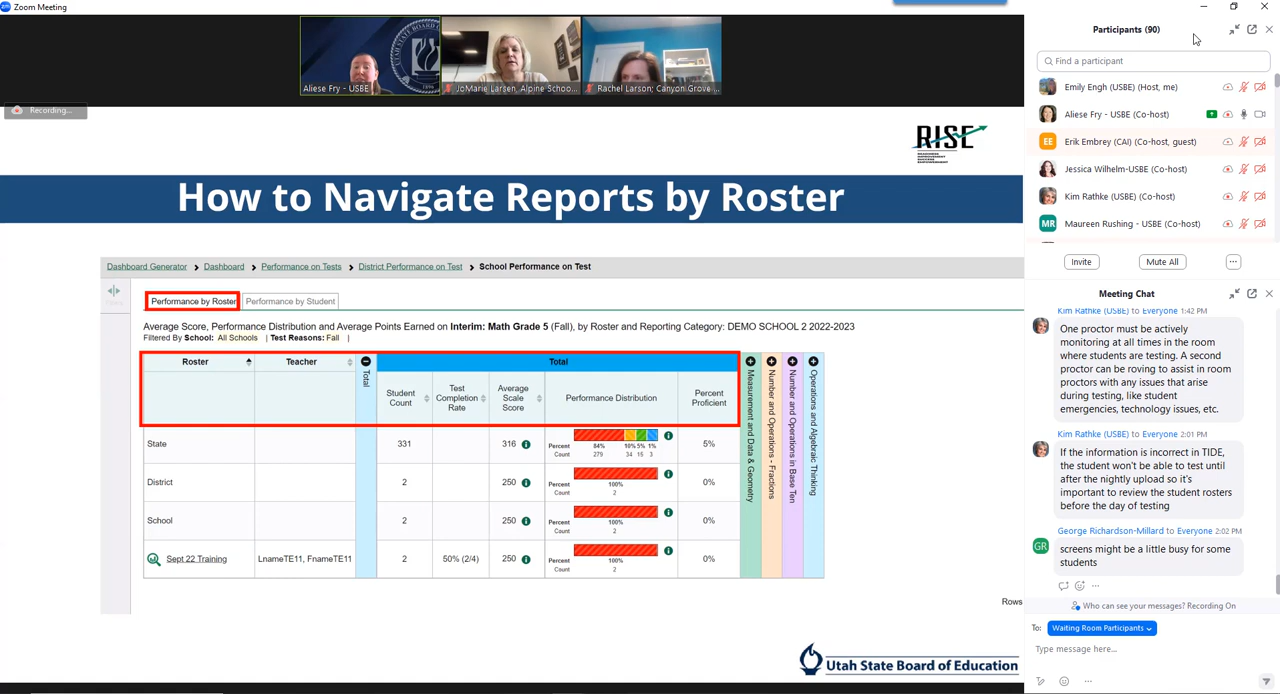 Zoom Meeting
Aliese Fry - USBE
JoMarie Larsen, Alpine Schoo...
Rachel Larson; Canyon Grove ...
Recording...
RISE
How to Navigate Reports by Roster
Dashboard Generator > Dashboard > Performance on Tests > District Performance on Test > School Performance on Test
Performance by Roster
Performance by Student
Average Score, Performance Distribution and Average Points Earned on Interim: Math Grade 5 (Fall), by Roster and Reporting Category: DEMO SCHOOL 2 2022-2023
Filtered By School: All Schools | Test Reasons: Fall |
Roster Teacher Total Total
Student Count
Test Completion Rate
Average Scale Score
Performance Distribution
Percent Proficient
Measurement and Data & Geometry
Number and Operations - Fractions
Number and Operations in Base Ten
Operations and Algebraic Thinking
State 331 316 Percent 84% 10% 5% 1% 5%
Count 279 34 15 3
District 2 250 Percent 100% 0%
Count 2
School 2 250 Percent 100% 0%
Count 2
Sept 22 Training LnameTE11, FnameTE11 2 50% (2/4) 250 Percent 100% 0%
Count 2
Rows
Utah State Board of Education
Participants (90)
Find a participant
Emily Engh (USBE) (Host, me)
Aliese Fry - USBE (Co-host)
EE Erik Embrey (CAI) (Co-host, guest)
Jessica Wilhelm-USBE (Co-host)
Kim Rathke (USBE) (Co-host)
MR Maureen Rushing - USBE (Co-host)
Invite
Mute All
...
Meeting Chat
Kim Rathke (USBE) to Everyone 1:42 PM
One proctor must be actively
monitoring at all times in the room
where students are testing. A second
proctor can be roving to assist in room
proctors with any issues that arise
during testing, like student
emergencies, technology issues, etc.
Kim Rathke (USBE) to Everyone 2:01 PM
If the information is incorrect in TIDE,
the student won't be able to test until
after the nightly upload so it's
important to review the student rosters
before the day of testing
George Richardson-Millard to Everyone 2:02 PM
GR
screens might be a little busy for some
students
Who can see your messages? Recording On
To: Waiting Room Participants
Type message here...